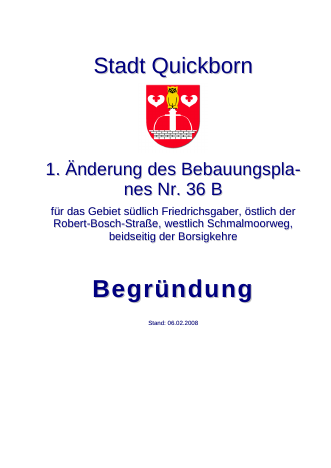 Stadt Quickborn
1. Änderung des Bebauungspla-
nes Nr. 36 B
für das Gebiet südlich Friedrichsgaber, östlich der
Robert-Bosch-Straße, westlich Schmalmoorweg,
beidseitig der Borsigkehre
Begründung
Stand: 06.02.2008